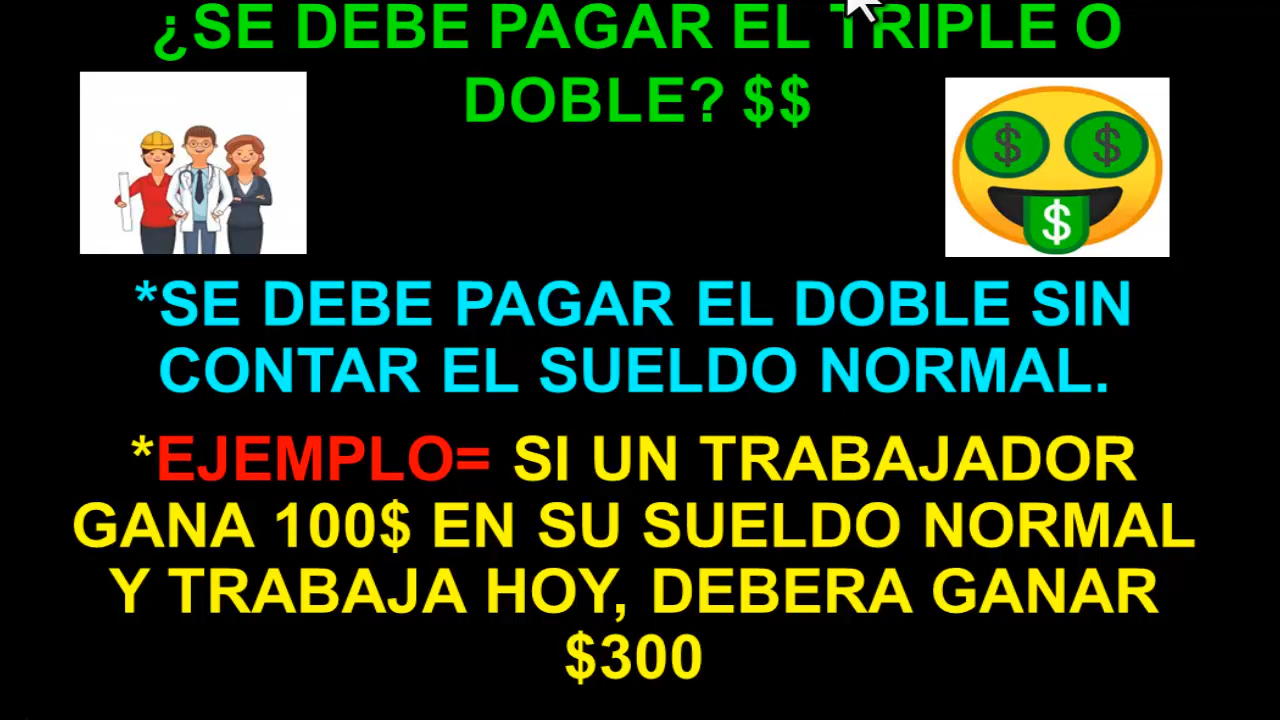 ¿SE DEBE PAGAR EL TRIPLE O
DOBLE? $$
$ $
$
*SE DEBE PAGAR EL DOBLE SIN
CONTAR EL SUELDO NORMAL.
*EJEMPLO= SI UN TRABAJADOR
GANA 100$ EN SU SUELDO NORMAL
Y TRABAJA HOY, DEBERA GANAR
$300